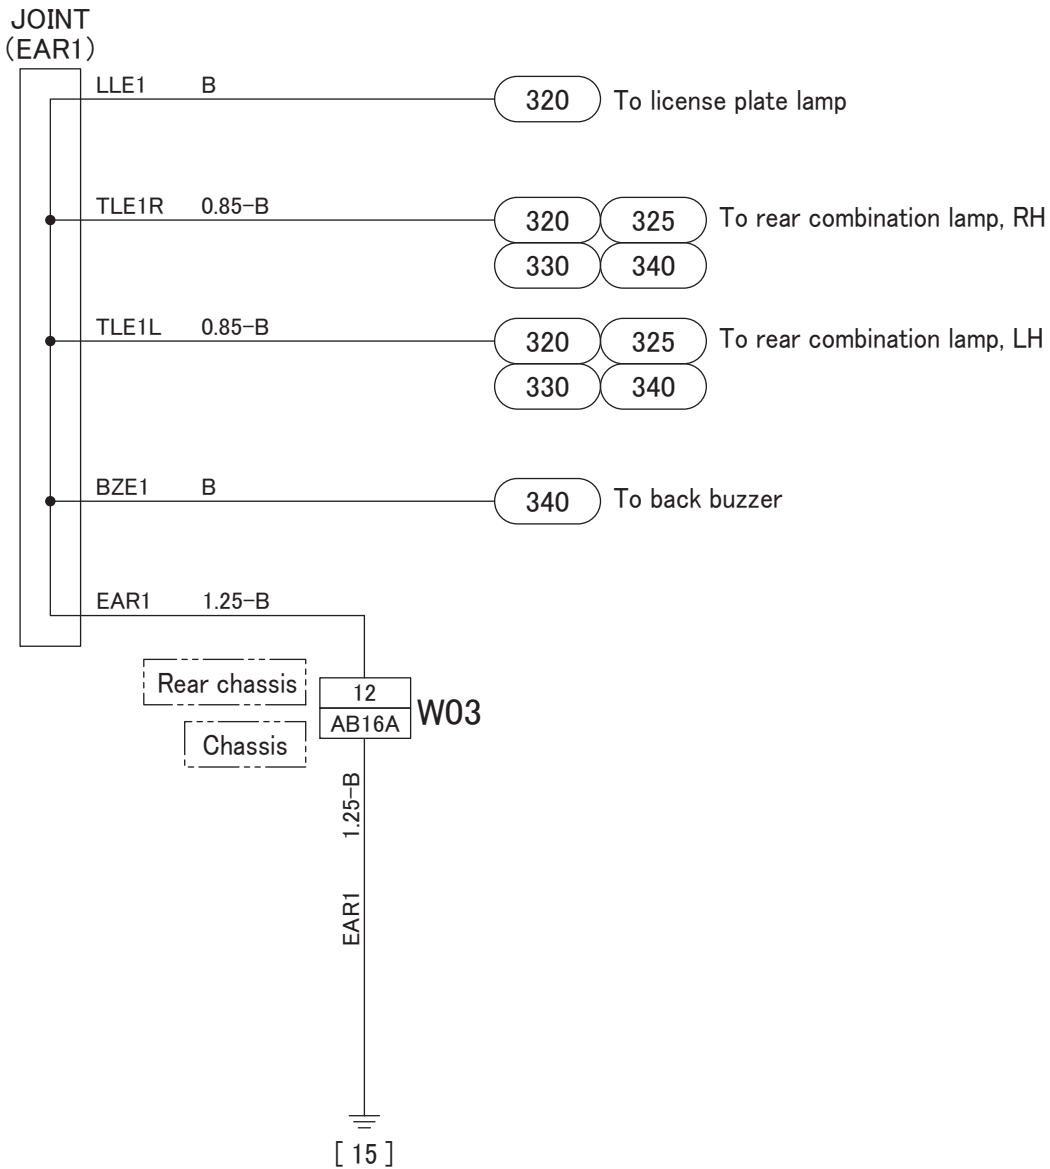 JOINT
(EAR1)
LLE1 B 320 To license plate lamp
TLE1R 0.85-B 320 325 To rear combination lamp, RH
330 340
TLE1L 0.85-B 320 325 To rear combination lamp, LH
330 340
BZE1 B 340 To back buzzer
EAR1 1.25-B
Rear chassis 12
AB16A W03
Chassis
1.25-B
EAR1
[ 15 ]